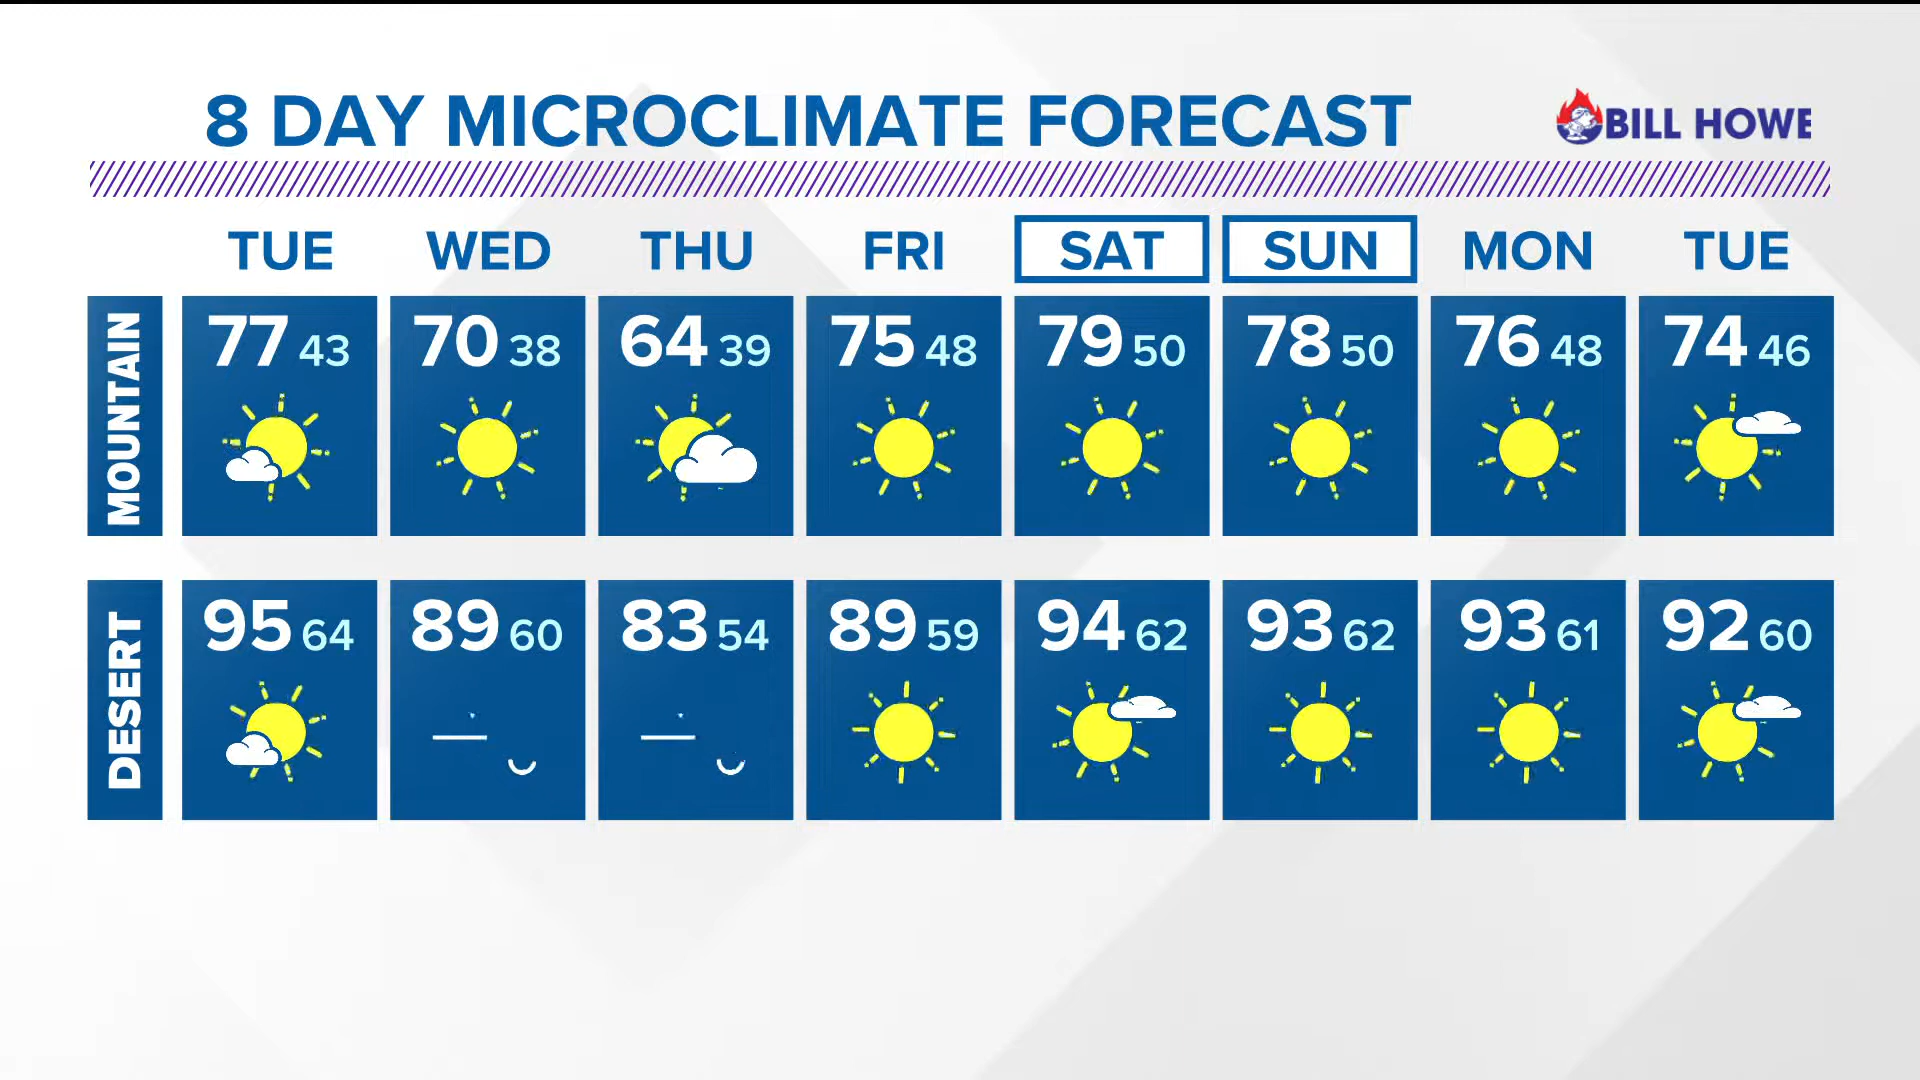 8 DAY MICROCLIMATE FORECAST
BILL HOWE
TUE WED THU FRI SAT SUN MON TUE
MOUNTAIN
77 43 70 38 64 39 75 48 79 50 78 50 76 48 74 46
DESERT
95 64 89 60 83 54 89 59 94 62 93 62 93 61 92 60